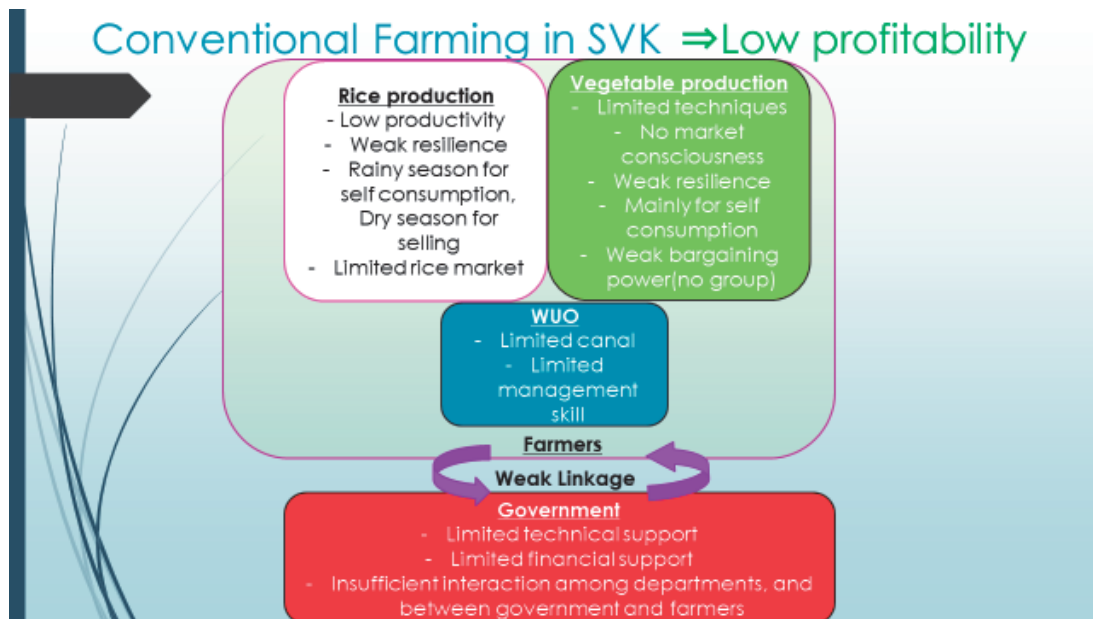 Conventional Farming in SVK ⇒Low profitability
Rice production
- Low productivity
- Weak resilience
- Rainy season for
self consumption,
Dry season for
selling
- Limited rice market
Vegetable production
- Limited techniques
- No market
consciousness
- Weak resilience
- Mainly for self
consumption
- Weak bargaining
power(no group)
WUO
- Limited canal
- Limited
management
skill
Farmers
Weak Linkage
Government
- Limited technical support
- Limited financial support
- Insufficient interaction among departments, and
between government and farmers